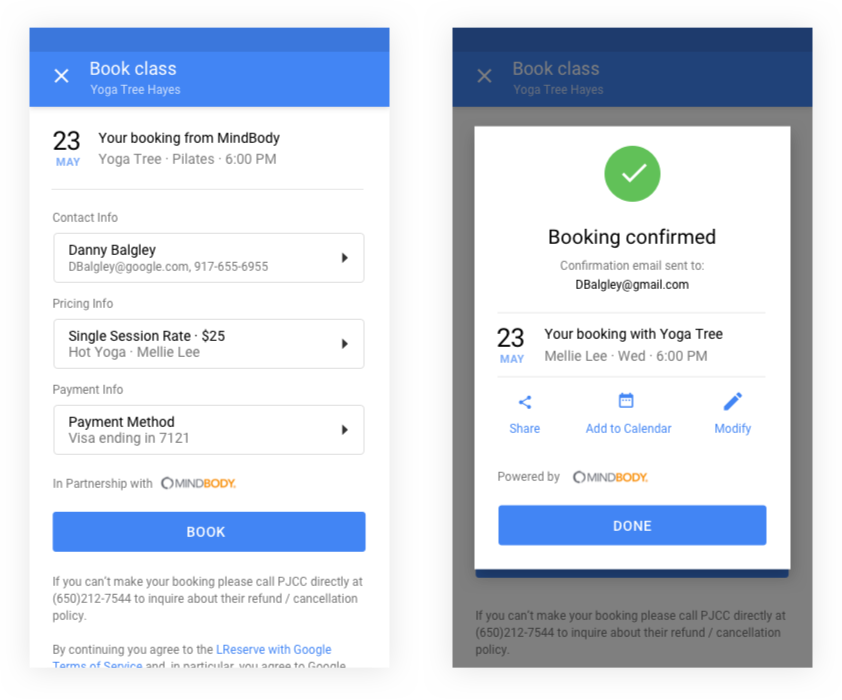 Book class
Yoga Tree Hayes
23
MAY
Your booking from MindBody
Yoga Tree · Pilates · 6:00 PM
Contact Info
Danny Balgley
DBalgley@google.com, 917-655-6955
Pricing Info
Single Session Rate · $25
Hot Yoga · Mellie Lee
Payment Info
Payment Method
Visa ending in 7121
In Partnership with MINDBODY.
BOOK
If you can't make your booking please call PJCC directly at
(650)212-7544 to inquire about their refund / cancellation
policy.
By continuing you agree to the LReserve with Google
Terms of Service and, in particular, you agree to Google
Book class
Yoga Tree Hayes
Booking confirmed
Confirmation email sent to:
DBalgley@gmail.com
23
MAY
Your booking with Yoga Tree
Mellie Lee · Wed · 6:00 PM
Share
Add to Calendar
Modify
Powered by MINDBODY.
DONE
If you can't make your booking please call PJCC directly at
(650)212-7544 to inquire about their refund / cancellation
policy.